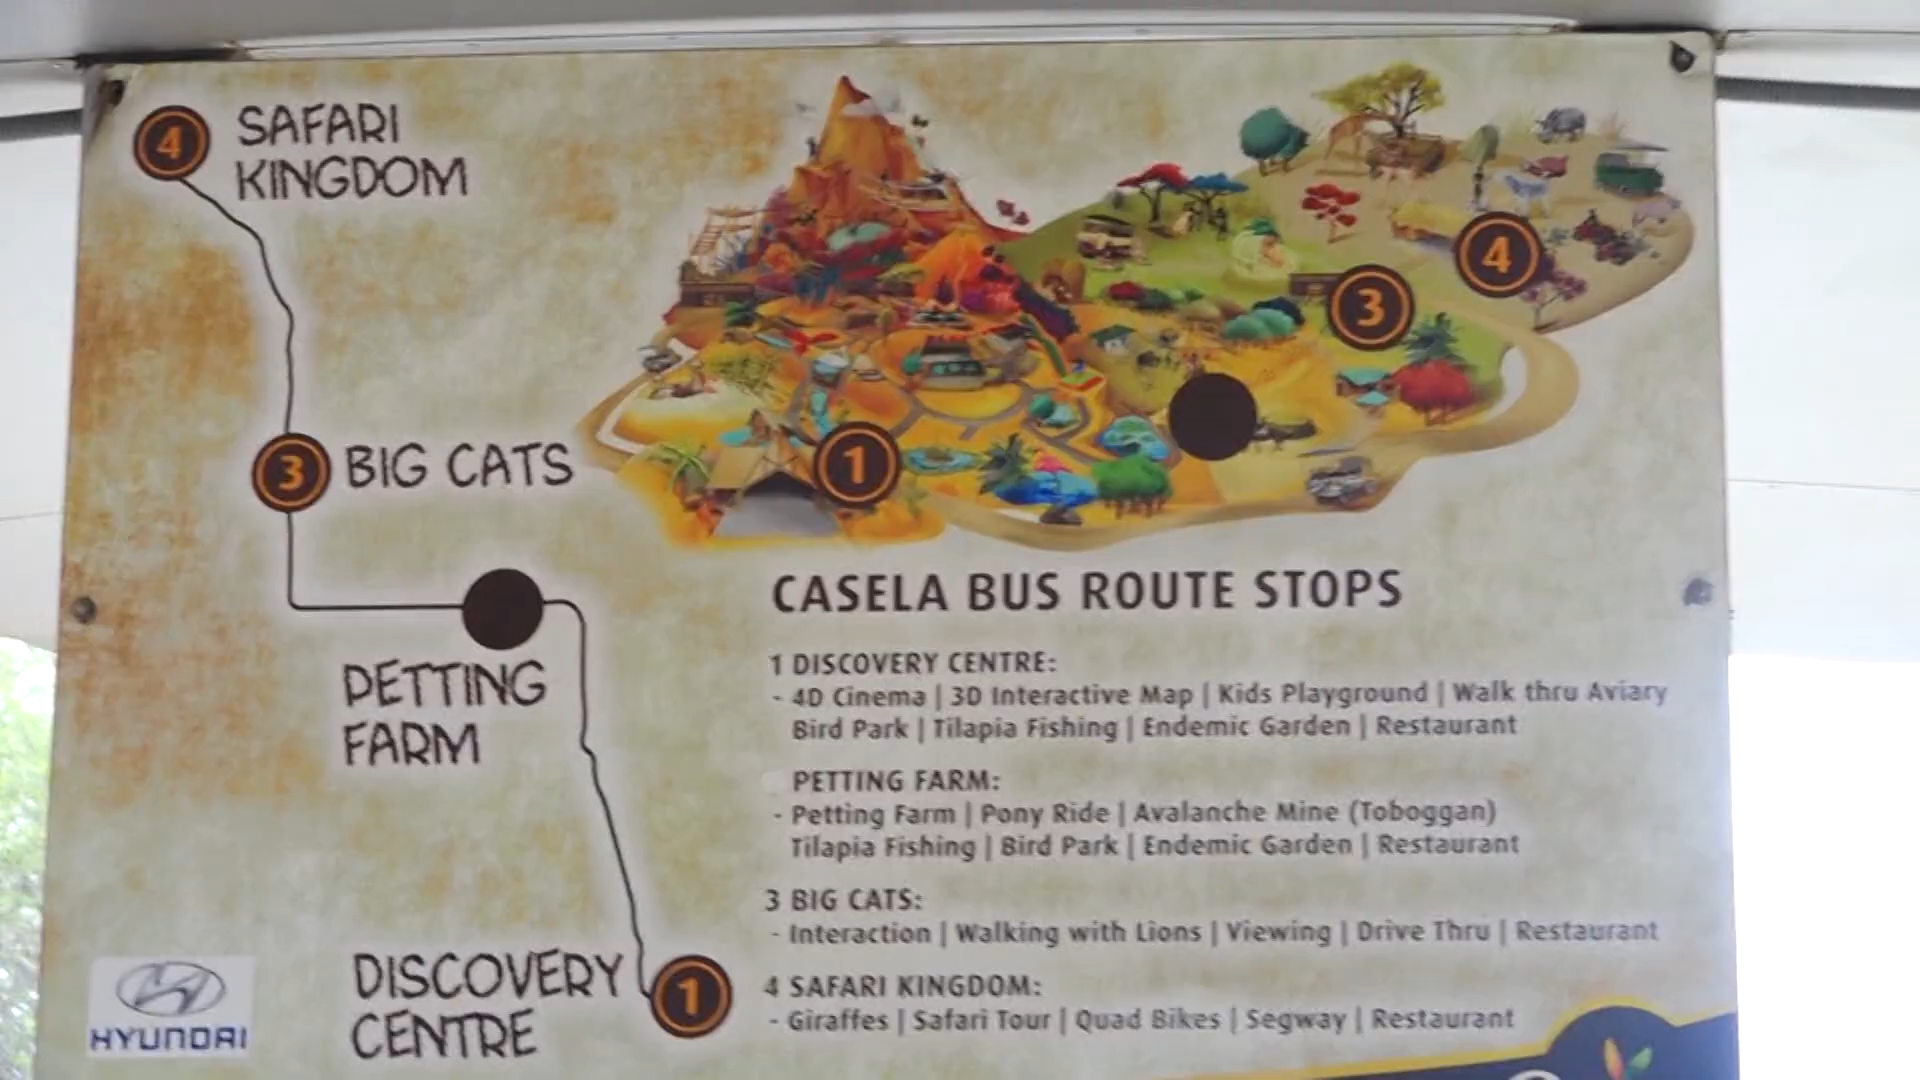 4 SAFARI
KINGDOM
3 BIG CATS
PETTING
FARM
DISCOVERY
CENTRE 1
HYUNDAI
4
3
1
CASELA BUS ROUTE STOPS
1 DISCOVERY CENTRE:
- 4D Cinema | 3D Interactive Map | Kids Playground | Walk thru Aviary
Bird Park | Tilapia Fishing | Endemic Garden | Restaurant
PETTING FARM:
- Petting Farm | Pony Ride | Avalanche Mine (Toboggan)
Tilapia Fishing | Bird Park | Endemic Garden | Restaurant
3 BIG CATS:
- Interaction | Walking with Lions | Viewing | Drive Thru | Restaurant
4 SAFARI KINGDOM:
- Giraffes | Safari Tour | Quad Bikes | Segway | Restaurant